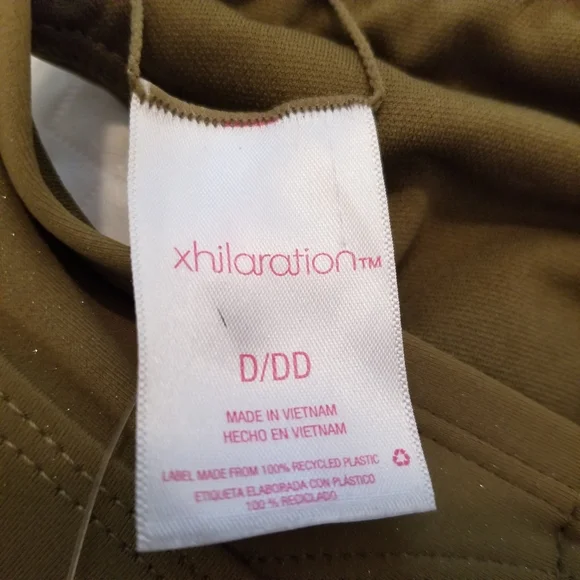 xhilaration™
D/DD
MADE IN VIETNAM
HECHO EN VIETNAM
LABEL MADE FROM 100% RECYCLED PLASTIC
ETIQUETA ELABORADA CON PLÁSTICO
100 % RECICLADO